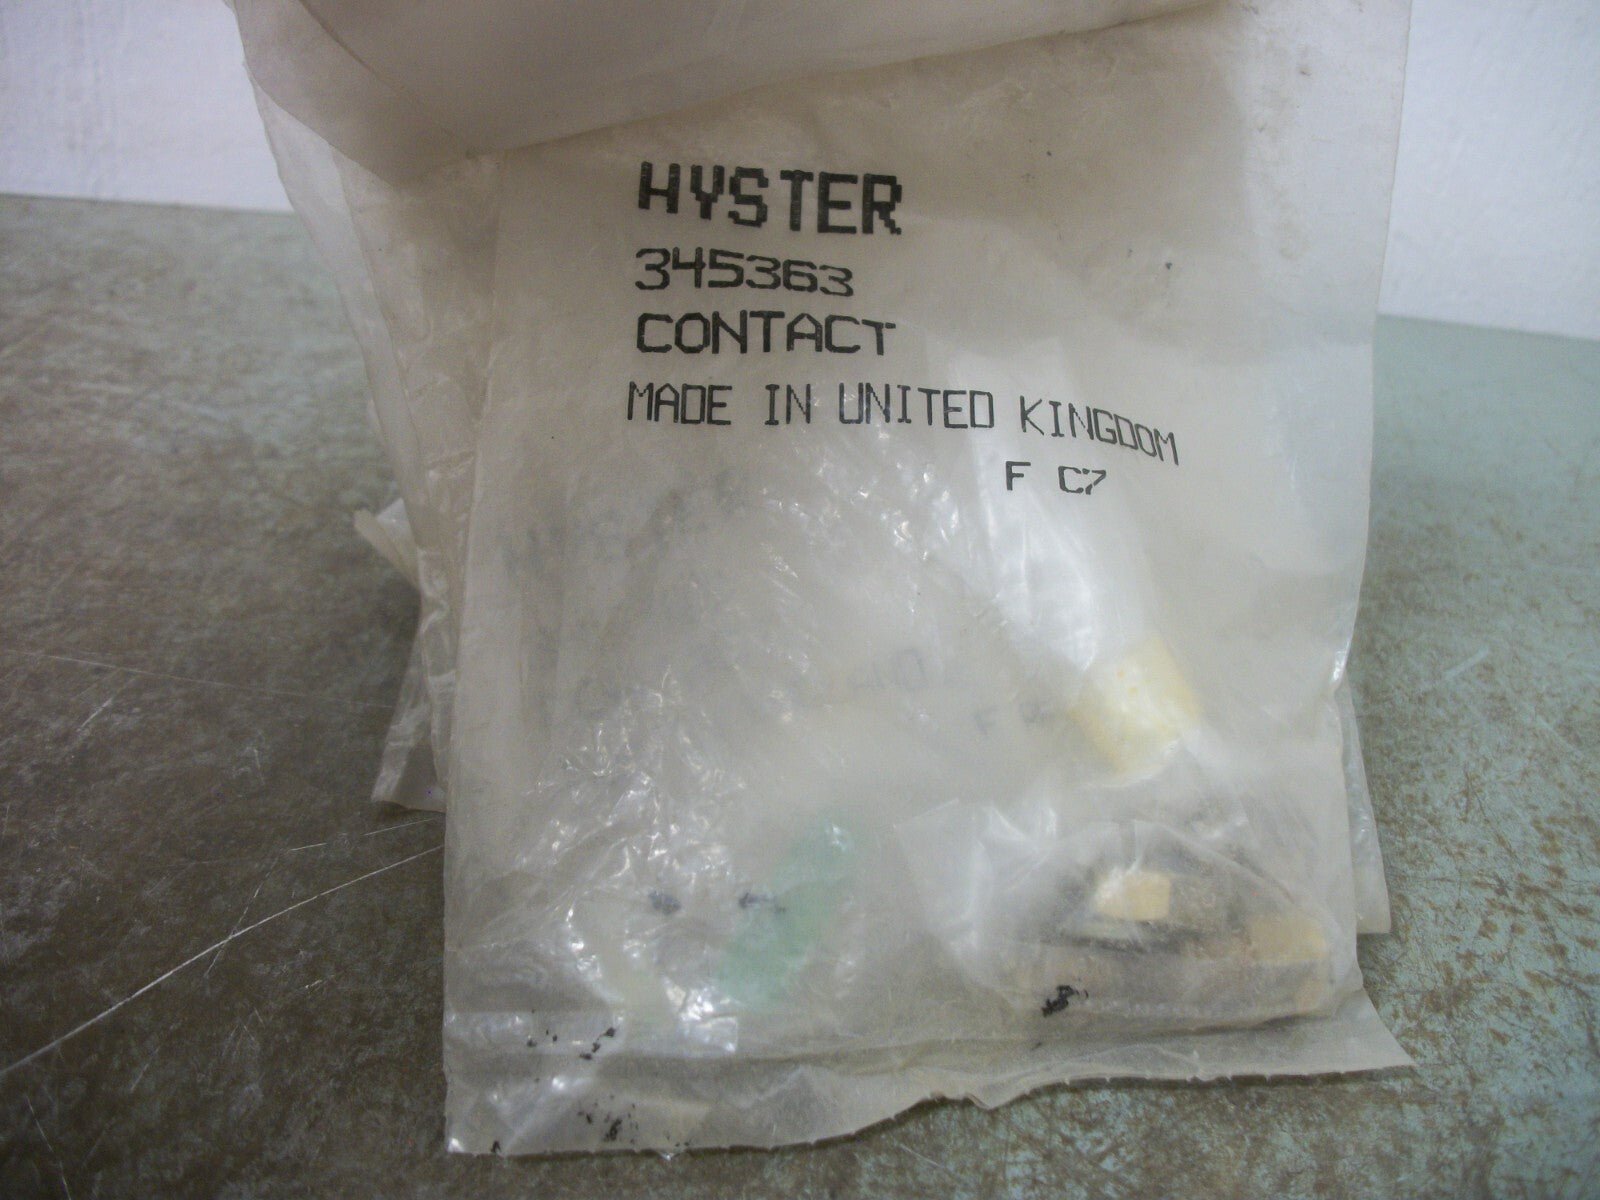 HYSTER
345363
CONTACT
MADE IN UNITED KINGDOM
F C7